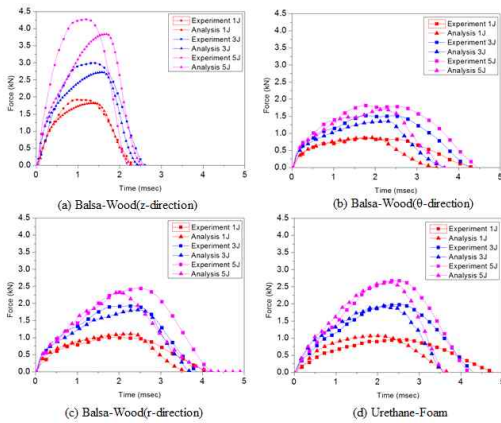 (a) Balsa-Wood(z-direction)
Force (kN)
4.5
4.0
3.5
3.0
2.5
2.0
1.5
1.0
0.5
0.0
0 1 2 3 4 5
Time (msec)
Experiment 1J
Analysis 1J
Experiment 3J
Analysis 3J
Experiment 5J
Analysis 5J
(b) Balsa-Wood(θ-direction)
Force (kN)
4.5
4.0
3.5
3.0
2.5
2.0
1.5
1.0
0.5
0.0
0 1 2 3 4 5
Time (msec)
Experiment 1J
Analysis 1J
Experiment 3J
Analysis 3J
Experiment 5J
Analysis 5J
(c) Balsa-Wood(r-direction)
Force (kN)
4.5
4.0
3.5
3.0
2.5
2.0
1.5
1.0
0.5
0.0
0 1 2 3 4 5
Time (msec)
Experiment 1J
Analysis 1J
Experiment 3J
Analysis 3J
Experiment 5J
Analysis 5J
(d) Urethane-Foam
Force (kN)
4.5
4.0
3.5
3.0
2.5
2.0
1.5
1.0
0.5
0.0
0 1 2 3 4 5
Time (msec)
Experiment 1J
Analysis 1J
Experiment 3J
Analysis 3J
Experiment 5J
Analysis 5J